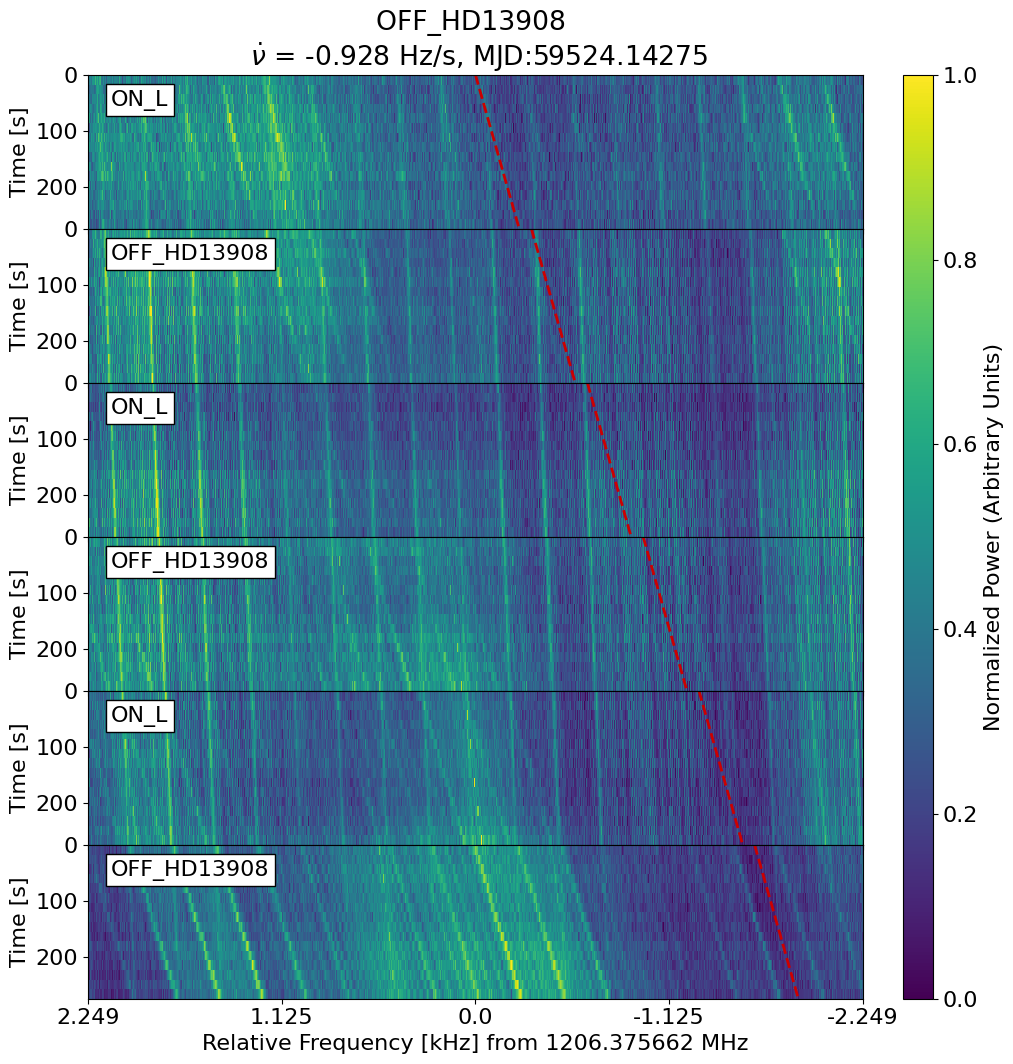 OFF_HD13908
ν̇ = -0.928 Hz/s, MJD:59524.14275
ON_L
OFF_HD13908
ON_L
OFF_HD13908
ON_L
OFF_HD13908
Time [s]
0
100
200
Time [s]
0
100
200
Time [s]
0
100
200
Time [s]
0
100
200
Time [s]
0
100
200
Time [s]
0
100
200
2.249
1.125
0.0
-1.125
-2.249
Relative Frequency [kHz] from 1206.375662 MHz
1.0
0.8
0.6
0.4
0.2
0.0
Normalized Power (Arbitrary Units)